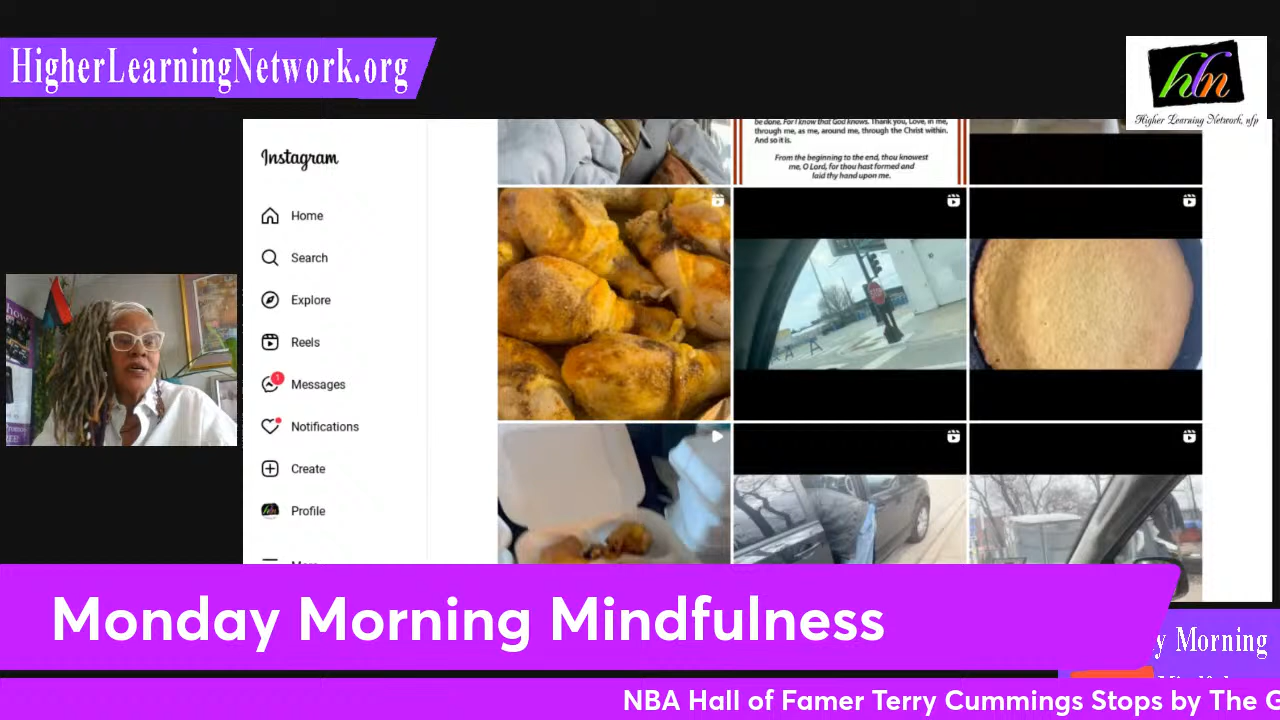 HigherLearningNetwork.org
hln
Higher Learning Network, nfp
Instagram
Home
Search
Explore
Reels
1
Messages
Notifications
Create
Profile
be done. For I know that God knows. Thank you, Love, in me,
through me, as me, around me, through the Christ within.
And so it is.
From the beginning to the end, thou knowest
me, O Lord, for thou hast formed and
laid thy hand upon me.
STOP
Monday Morning Mindfulness
y Morning
NBA Hall of Famer Terry Cummings Stops by The G